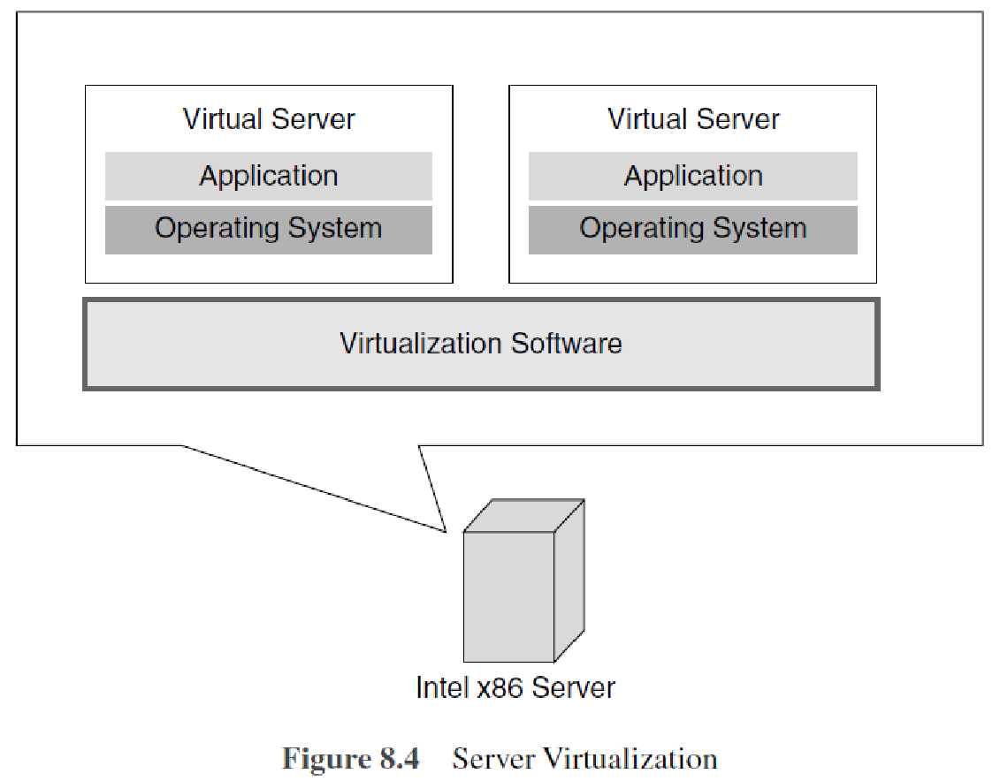 Virtual Server
Application
Operating System
Virtual Server
Application
Operating System
Virtualization Software
Intel x86 Server
Figure 8.4 Server Virtualization